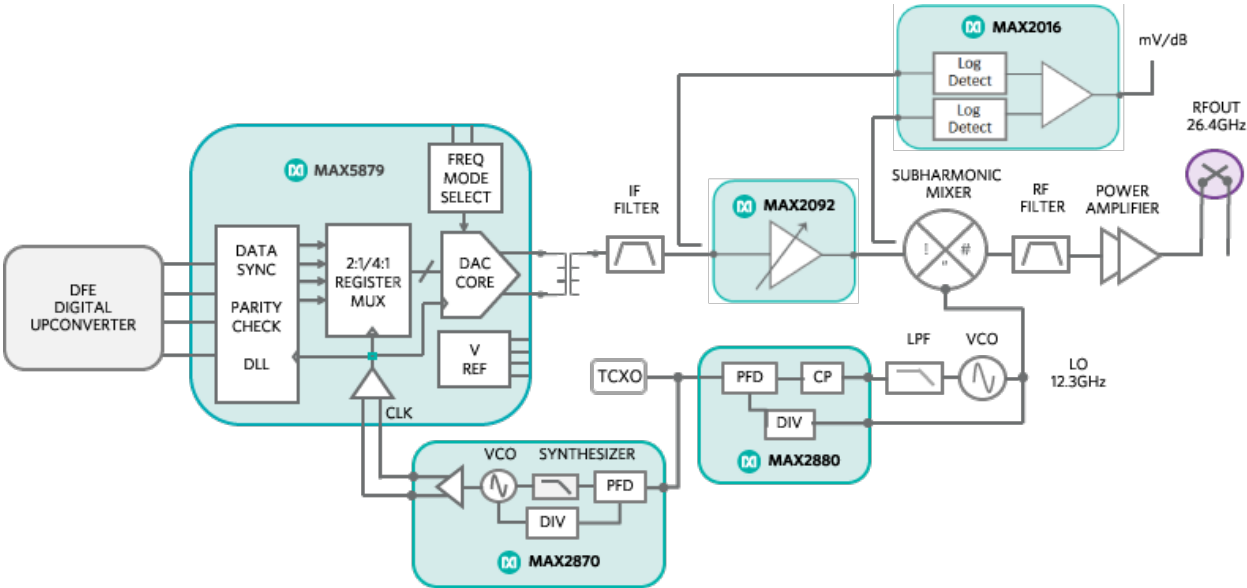 MAX2016
mV/dB
Log
Detect
Log
Detect
RFOUT
26.4GHz
MAX5879
FREQ
MODE
SELECT
IF
FILTER
MAX2092
SUBHARMONIC
MIXER
!
#
"
RF
FILTER
POWER
AMPLIFIER
DFE
DIGITAL
UPCONVERTER
DATA
SYNC
PARITY
CHECK
DLL
2:1/4:1
REGISTER
MUX
DAC
CORE
V
REF
CLK
TCXO
PFD
CP
DIV
MAX2880
LPF
VCO
LO
12.3GHz
VCO
SYNTHESIZER
PFD
DIV
MAX2870